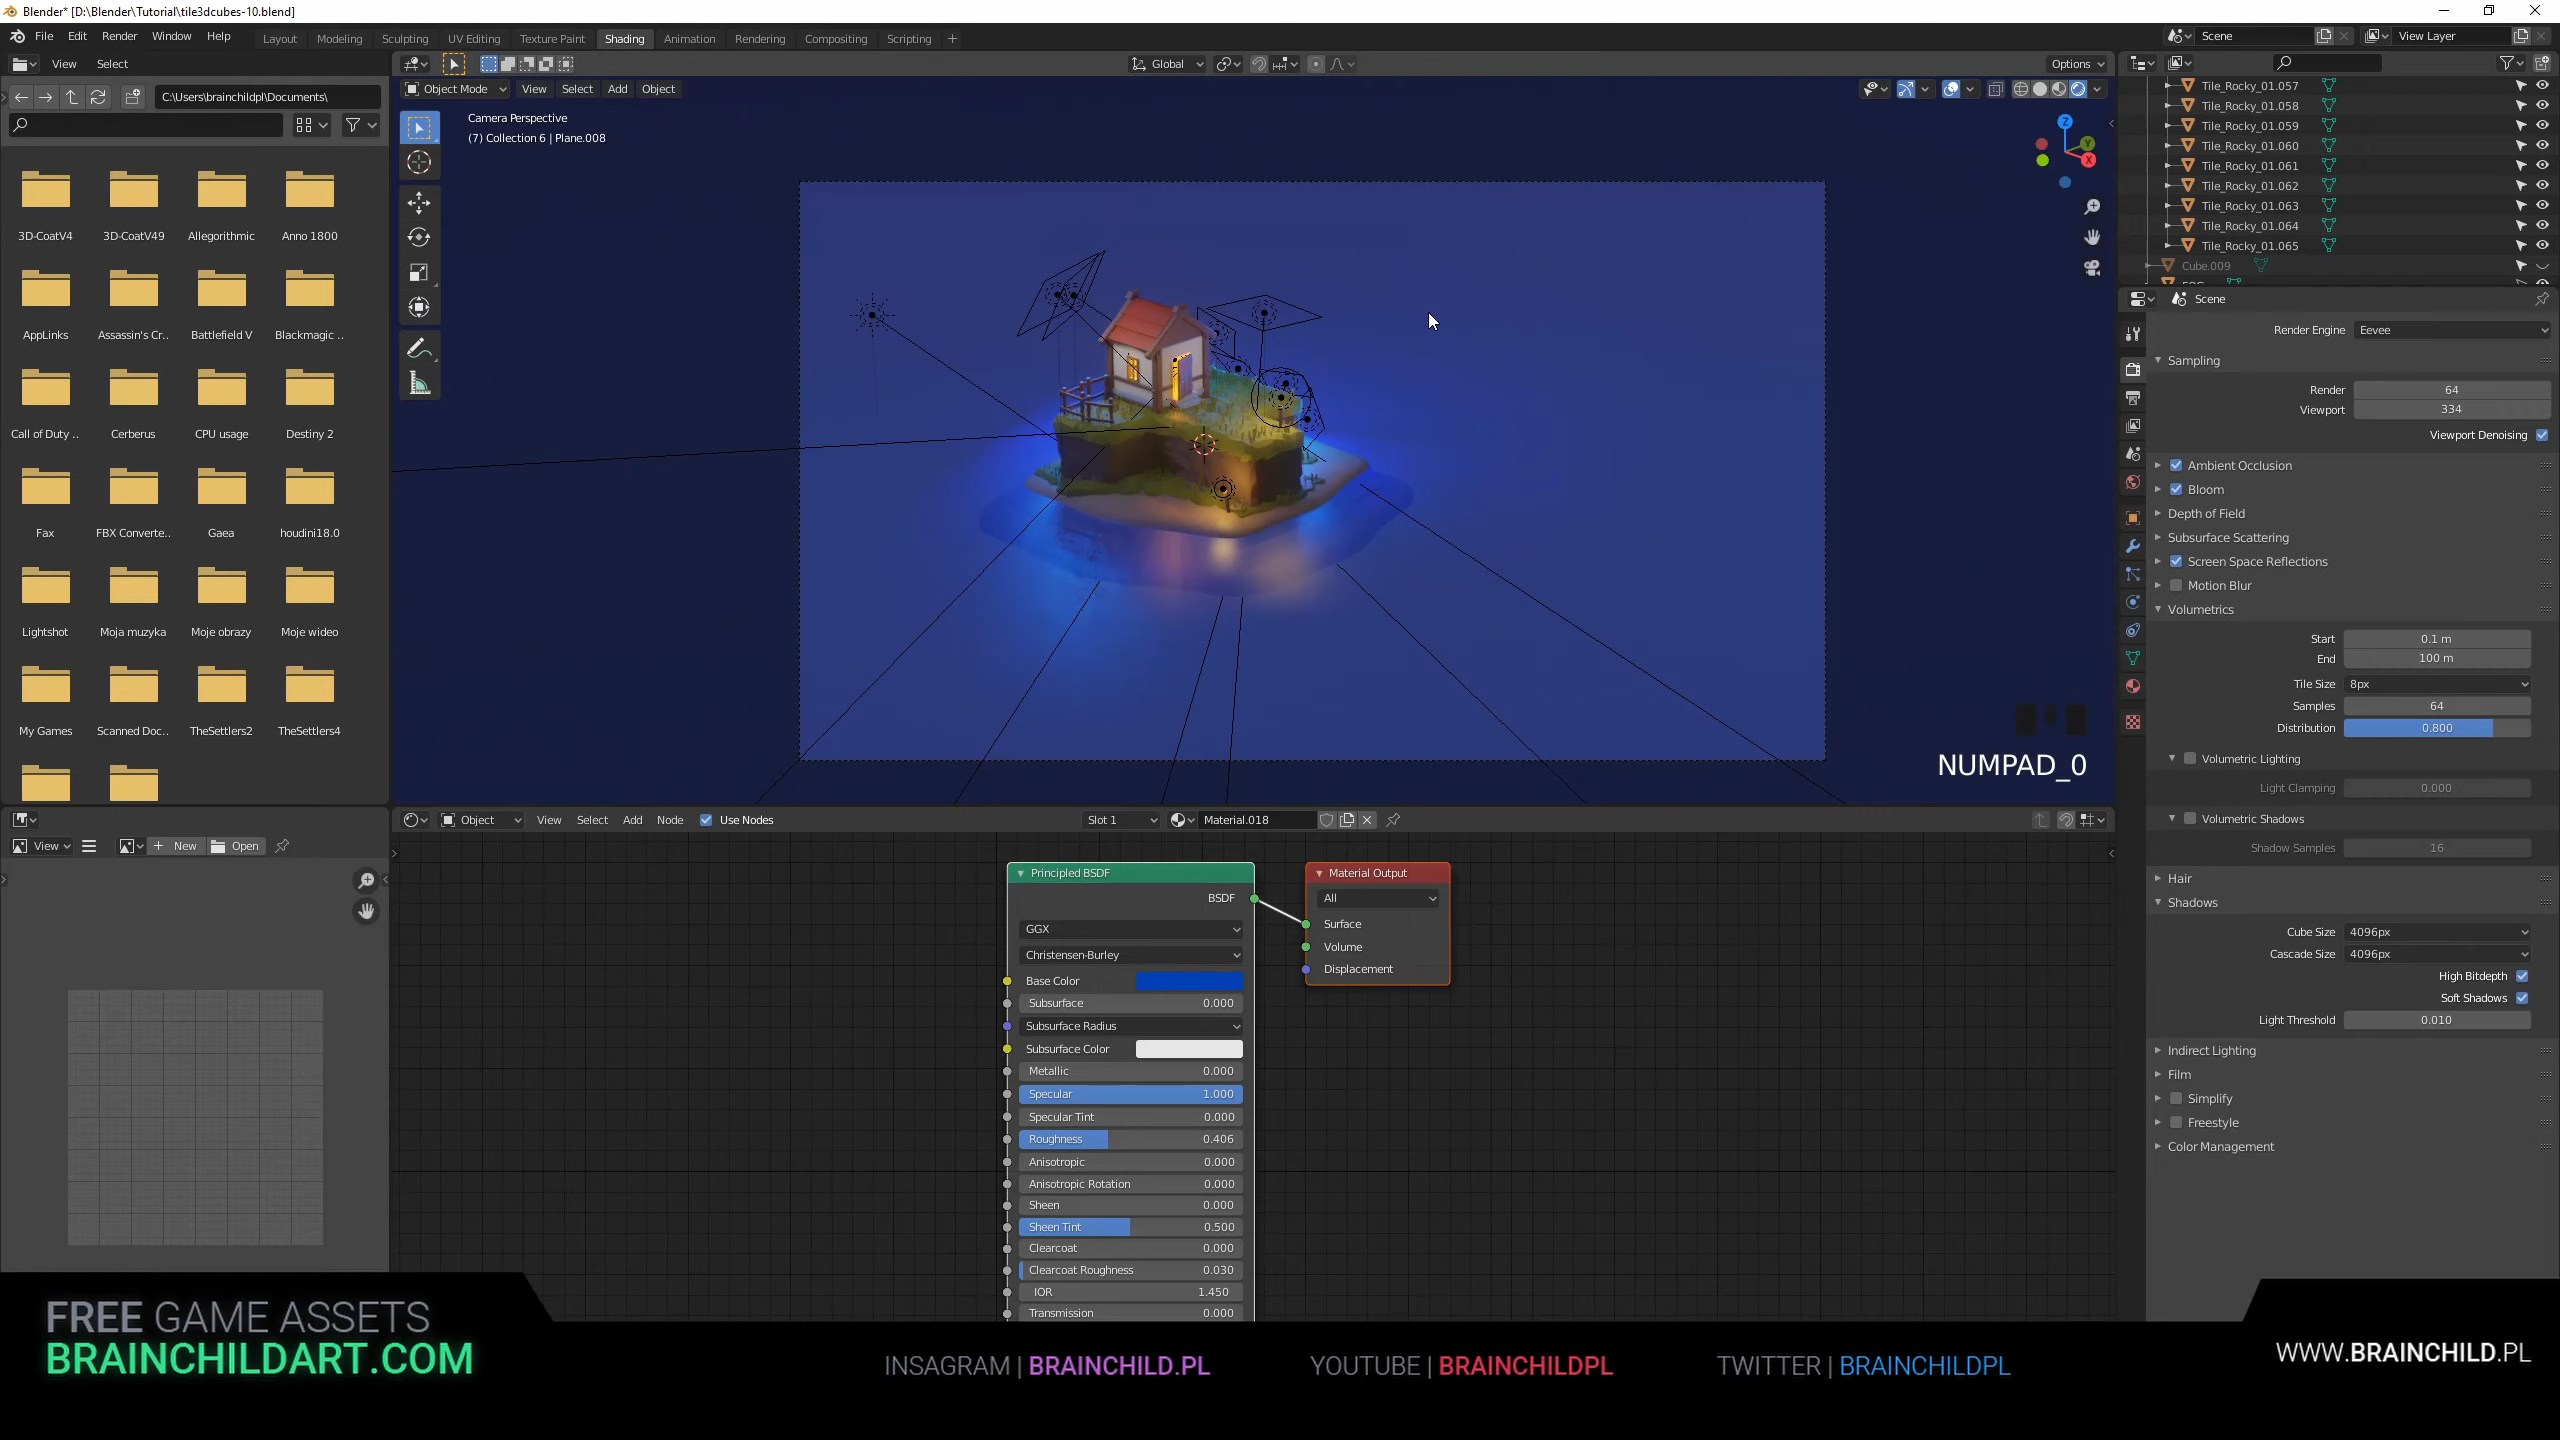 Blender* [D:\Blender\Tutorial\tile3dcubes-10.blend]
File Edit Render Window Help
Layout Modeling Sculpting UV Editing Texture Paint Shading Animation Rendering Compositing Scripting
Scene
View Layer
View Select
Global
Options
C:\Users\brainchildpl\Documents\
Object Mode View Select Add Object
Camera Perspective
(7) Collection 6 | Plane.008
Z
Y
X
3D-CoatV4 3D-CoatV49 Allegorithmic Anno 1800
AppLinks Assassin's Cr.. Battlefield V Blackmagic ..
Call of Duty .. Cerberus CPU usage Destiny 2
Fax FBX Converte.. Gaea houdini18.0
Lightshot Moja muzyka Moje obrazy Moje wideo
My Games Scanned Doc.. TheSettlers2 TheSettlers4
NUMPAD_0
Tile_Rocky_01.057
Tile_Rocky_01.058
Tile_Rocky_01.059
Tile_Rocky_01.060
Tile_Rocky_01.061
Tile_Rocky_01.062
Tile_Rocky_01.063
Tile_Rocky_01.064
Tile_Rocky_01.065
Cube.009
Scene
Render Engine Eevee
Sampling
Render 64
Viewport 334
Viewport Denoising
Ambient Occlusion
Bloom
Depth of Field
Subsurface Scattering
Screen Space Reflections
Motion Blur
Volumetrics
Start 0.1 m
End 100 m
Tile Size 8px
Samples 64
Distribution 0.800
Volumetric Lighting
Light Clamping 0.000
Volumetric Shadows
Shadow Samples 16
Hair
Shadows
Cube Size 4096px
Cascade Size 4096px
High Bitdepth
Soft Shadows
Light Threshold 0.010
Indirect Lighting
Film
Simplify
Freestyle
Color Management
View New Open
Object View Select Add Node Use Nodes Slot 1 Material.018
Principled BSDF
BSDF
GGX
Christensen-Burley
Base Color
Subsurface 0.000
Subsurface Radius
Subsurface Color
Metallic 0.000
Specular 1.000
Specular Tint 0.000
Roughness 0.406
Anisotropic 0.000
Anisotropic Rotation 0.000
Sheen 0.000
Sheen Tint 0.500
Clearcoat 0.000
Clearcoat Roughness 0.030
IOR 1.450
Transmission 0.000
Material Output
All
Surface
Volume
Displacement
FREE GAME ASSETS
BRAINCHILDART.COM
INSAGRAM | BRAINCHILD.PL
YOUTUBE | BRAINCHILDPL
TWITTER | BRAINCHILDPL
WWW.BRAINCHILD.PL